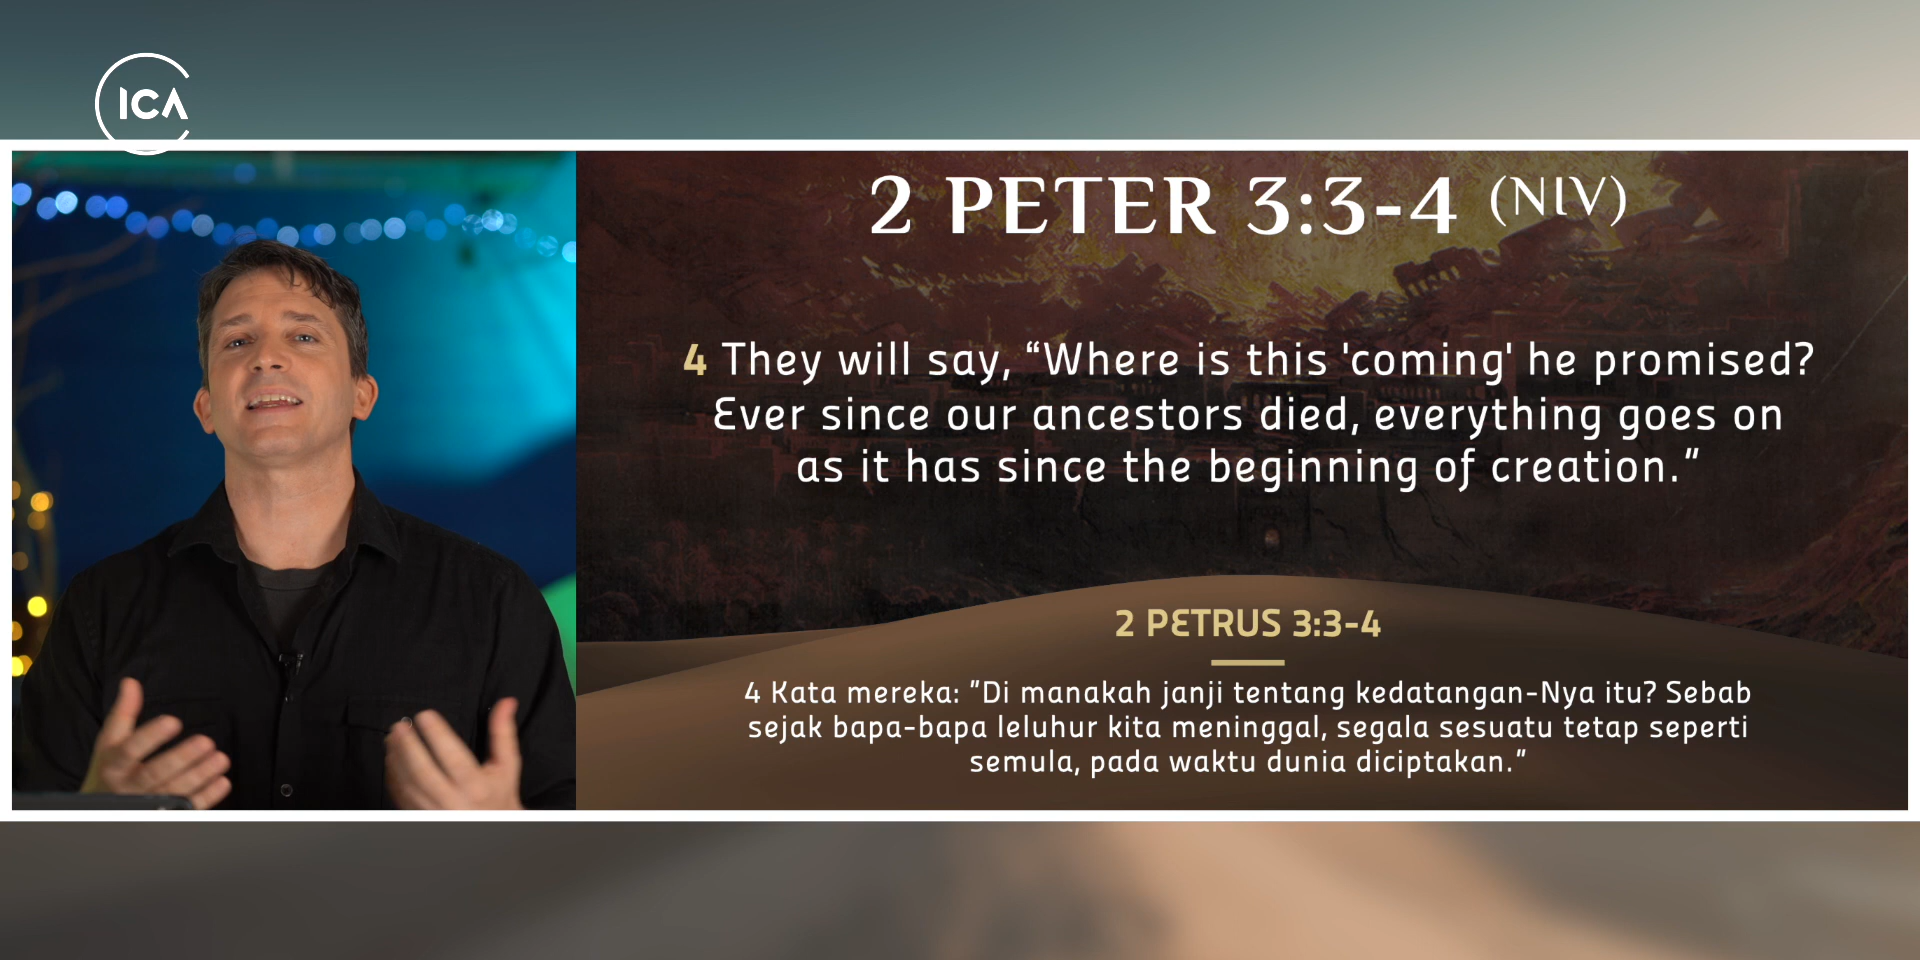 ICA
2 PETER 3:3-4 (NIV)
4 They will say, “Where is this 'coming' he promised?
Ever since our ancestors died, everything goes on
as it has since the beginning of creation.”
2 PETRUS 3:3-4
4 Kata mereka: ”Di manakah janji tentang kedatangan-Nya itu? Sebab
sejak bapa-bapa leluhur kita meninggal, segala sesuatu tetap seperti
semula, pada waktu dunia diciptakan.”